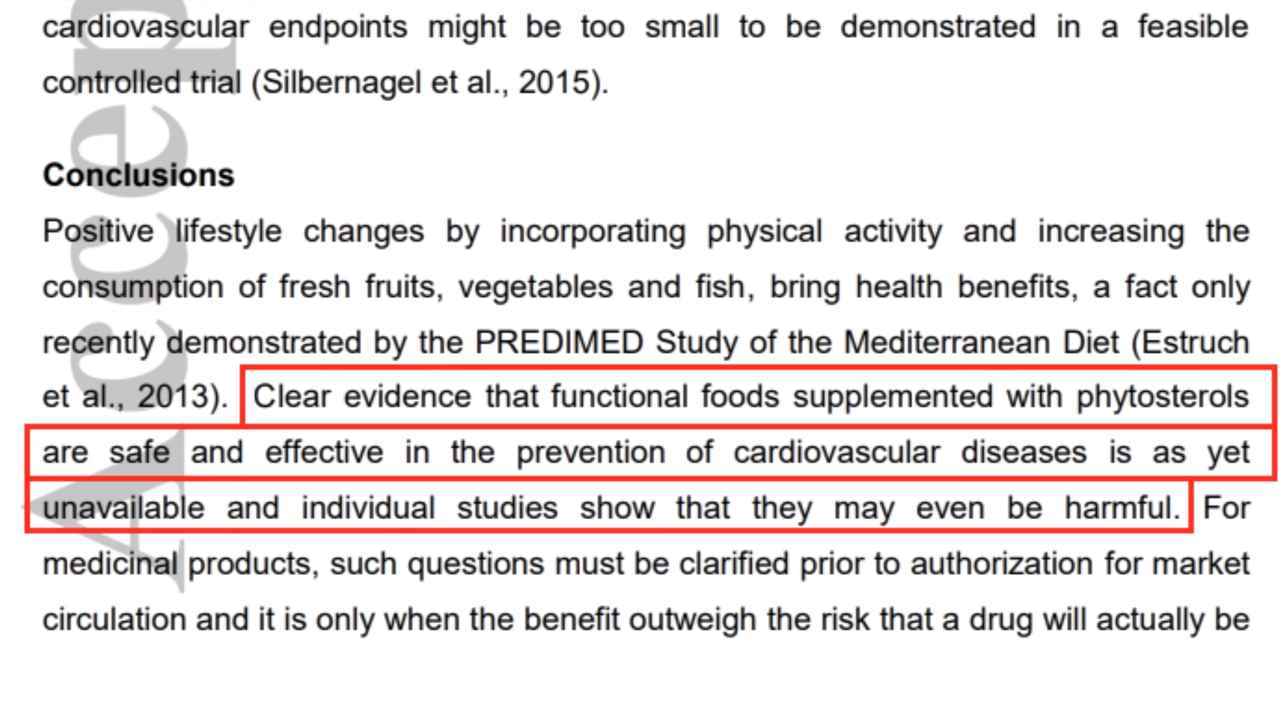 cardiovascular endpoints might be too small to be demonstrated in a feasible
controlled trial (Silbernagel et al., 2015).
Conclusions
Positive lifestyle changes by incorporating physical activity and increasing the
consumption of fresh fruits, vegetables and fish, bring health benefits, a fact only
recently demonstrated by the PREDIMED Study of the Mediterranean Diet (Estruch
et al., 2013). Clear evidence that functional foods supplemented with phytosterols
are safe and effective in the prevention of cardiovascular diseases is as yet
unavailable and individual studies show that they may even be harmful. For
medicinal products, such questions must be clarified prior to authorization for market
circulation and it is only when the benefit outweigh the risk that a drug will actually be
Accep